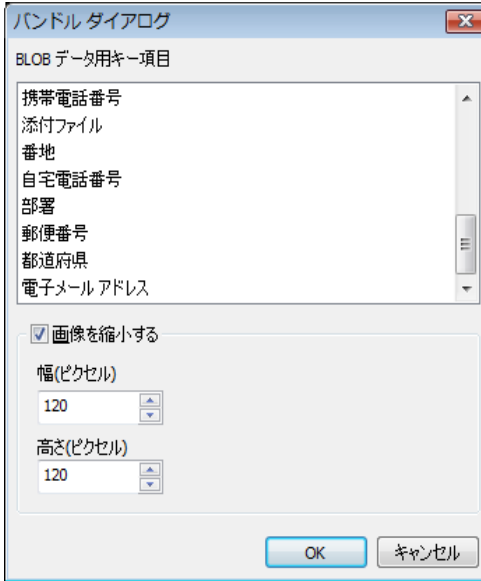 バンドル ダイアログ
BLOB データ用キー項目
携帯電話番号
添付ファイル
番地
自宅電話番号
部署
郵便番号
都道府県
電子メール アドレス
画像を縮小する
幅(ピクセル)
120
高さ(ピクセル)
120
OK キャンセル